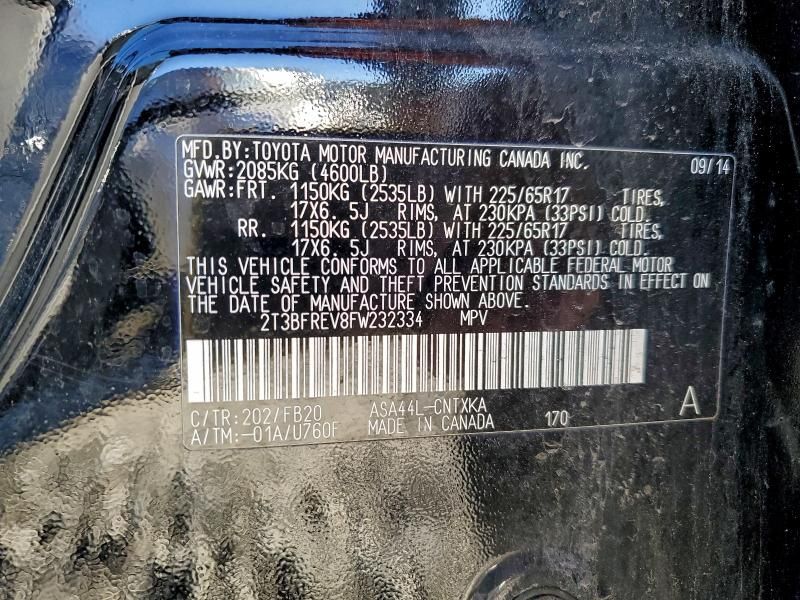 MFD.BY:TOYOTA MOTOR MANUFACTURING CANADA INC. 09/14
GVWR:2085KG (4600LB)
GAWR:FRT. 1150KG (2535LB) WITH 225/65R17 TIRES,
17X6. 5J RIMS, AT 230KPA (33PSI) COLD.
RR. 1150KG (2535LB) WITH 225/65R17 TIRES,
17X6. 5J RIMS, AT 230KPA (33PSI) COLD.
THIS VEHICLE CONFORMS TO ALL APPLICABLE FEDERAL MOTOR
VEHICLE SAFETY AND THEFT PREVENTION STANDARDS IN EFFECT ON
THE DATE OF MANUFACTURE SHOWN ABOVE.
2T3BFREV8FW232334 MPV
C/TR:202/FB20 ASA44L-CNTXKA 170 A
A/TM:-01A/U760F MADE IN CANADA